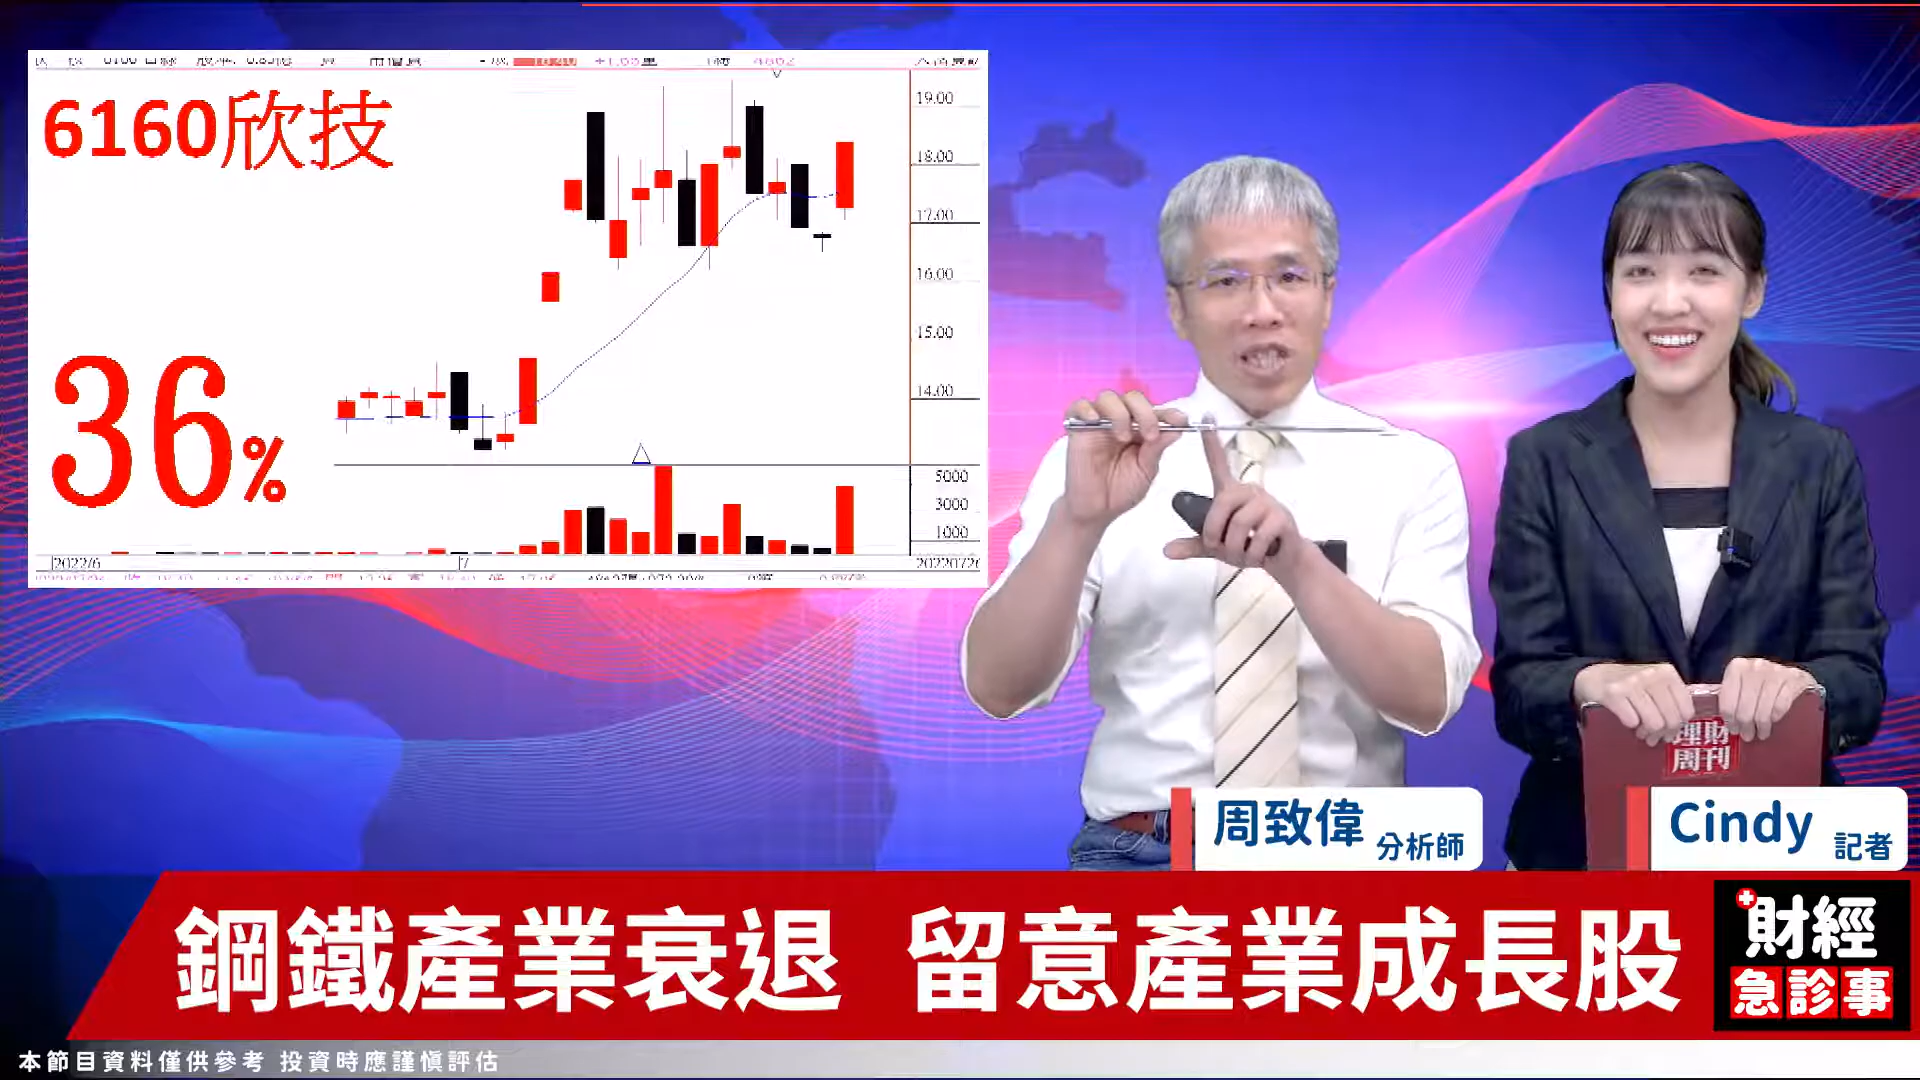 6160欣技
36%
19.00
18.00
17.00
16.00
15.00
14.00
5000
3000
1000
2022/6
7
理財
周刊
周致偉 分析師
Cindy 記者
鋼鐵產業衰退 留意產業成長股
財經
急診事
本節目資料僅供參考 投資時應謹慎評估